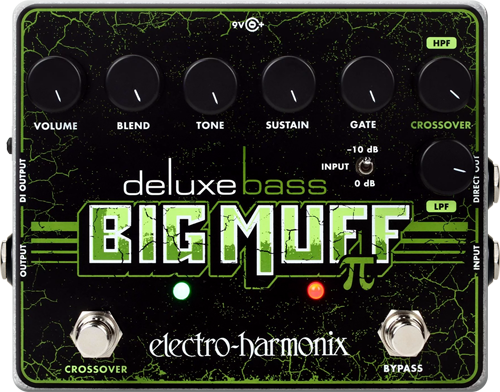 9V
HPF
VOLUME BLEND TONE SUSTAIN GATE CROSSOVER
-10 dB
INPUT
0 dB
LPF
DI OUTPUT
DIRECT OUT
deluxe bass
BIG MUFF
π
OUTPUT
INPUT
electro-harmonix
CROSSOVER
BYPASS